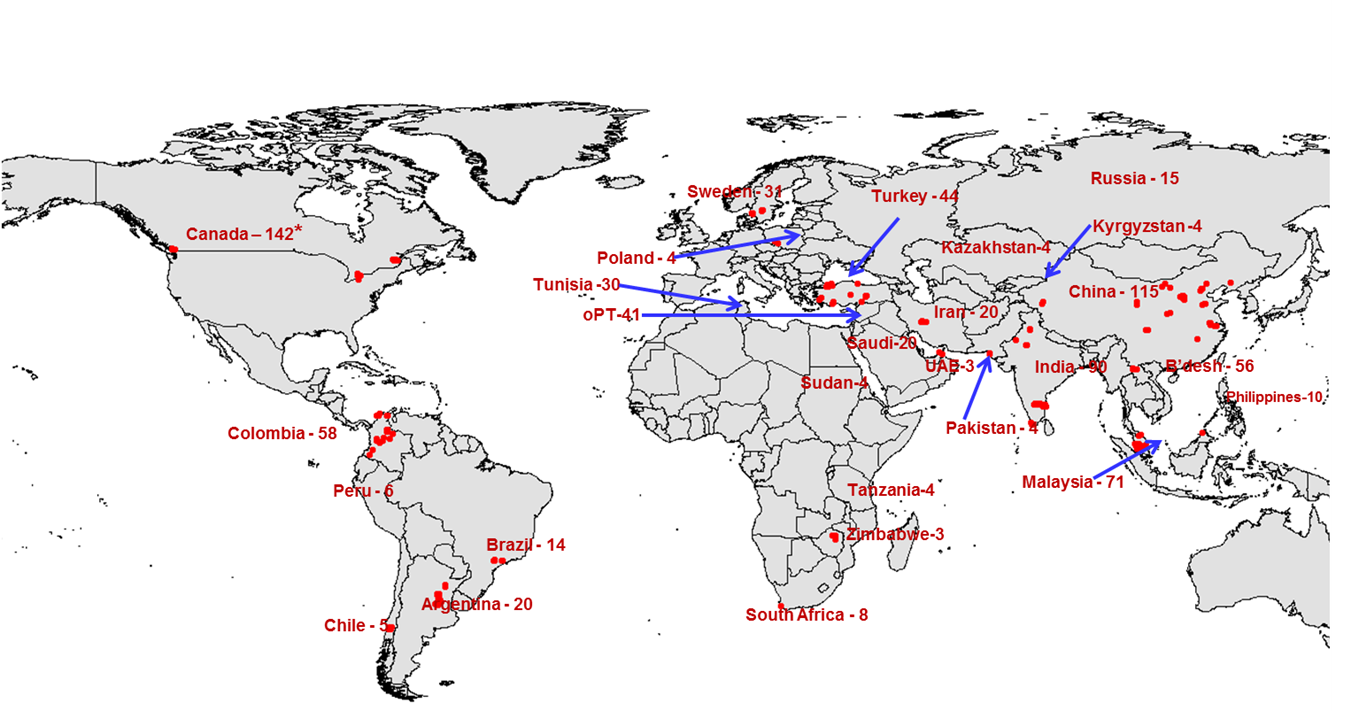 Sweden - 31
Turkey - 44
Russia - 15
Canada – 142*
Kyrgyzstan-4
Kazakhstan-4
Poland - 4
Tunisia -30
China - 115
oPT-41
Iran - 20
Saudi-20
UAE-3
India - 90
B'desh - 56
Sudan-4
Philippines-10
Pakistan - 4
Colombia - 58
Malaysia - 71
Peru - 6
Tanzania-4
Zimbabwe-3
Brazil - 14
Argentina - 20
South Africa - 8
Chile - 5